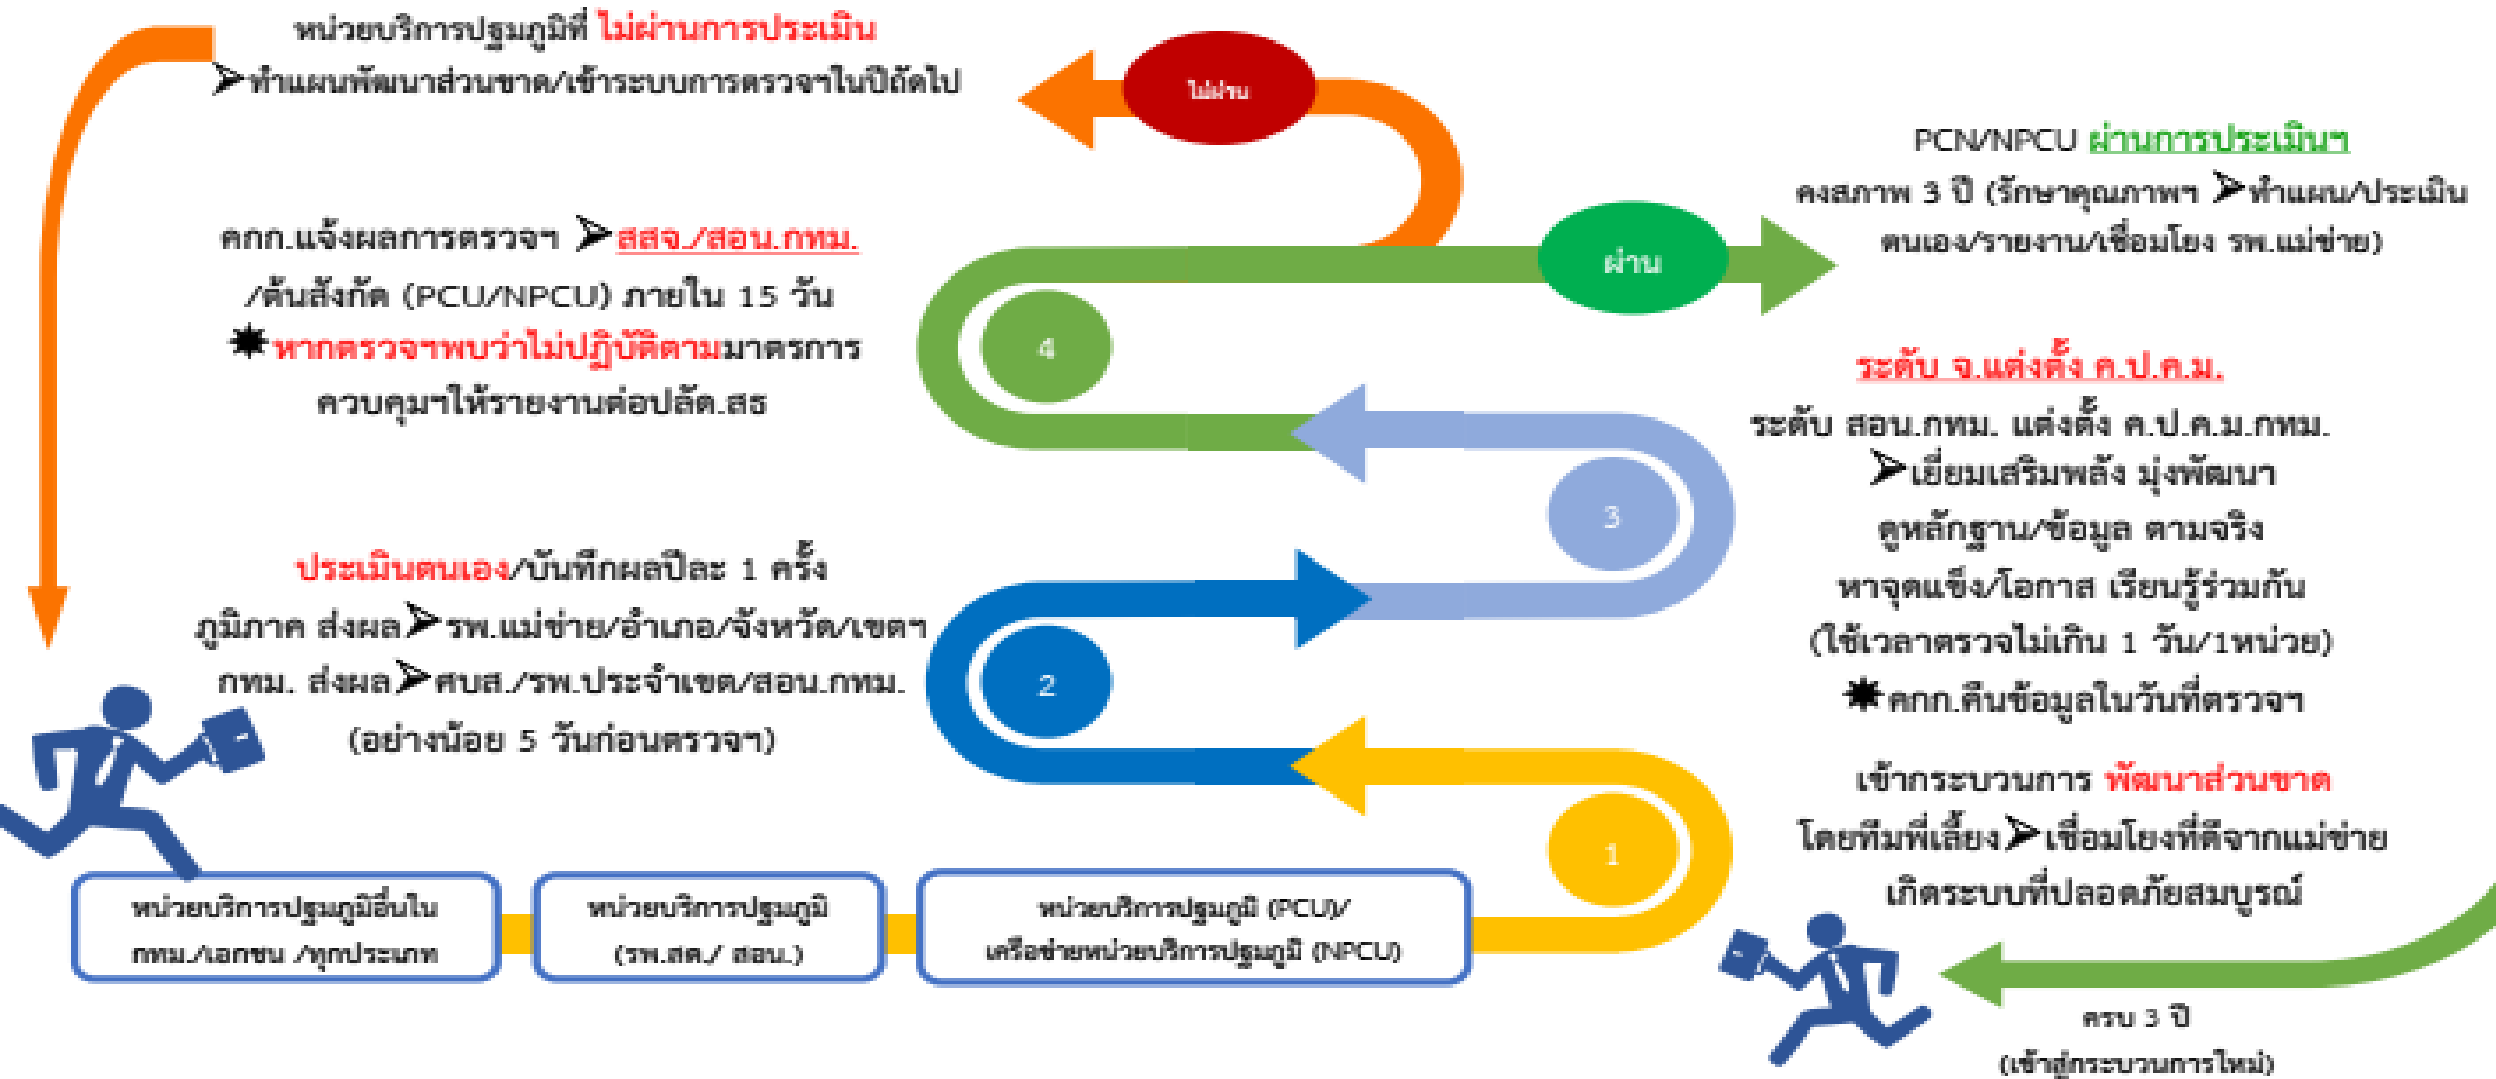 หน่วยบริการปฐมภูมิที่ ไม่ผ่านการประเมิน
➢ทำแผนพัฒนาส่วนขาด/เข้าระบบการตรวจฯในปีถัดไป
ไม่ผ่าน
PCN/NPCU ผ่านการประเมินฯ
คงสภาพ 3 ปี (รักษาคุณภาพฯ ➢ทำแผน/ประเมิน
ตนเอง/รายงาน/เชื่อมโยง รพ.แม่ข่าย)
ผ่าน
คกก.แจ้งผลการตรวจฯ ➢สสจ./สอน.กทม.
/ต้นสังกัด (PCU/NPCU) ภายใน 15 วัน
✷หากตรวจฯพบว่าไม่ปฏิบัติตามมาตรการ
ควบคุมฯให้รายงานต่อปลัด.สธ
4
ระดับ จ.แต่งตั้ง ค.ป.ค.ม.
ระดับ สอน.กทม. แต่งตั้ง ค.ป.ค.ม.กทม.
➢เยี่ยมเสริมพลัง มุ่งพัฒนา
ดูหลักฐาน/ข้อมูล ตามจริง
หาจุดแข็ง/โอกาส เรียนรู้ร่วมกัน
(ใช้เวลาตรวจไม่เกิน 1 วัน/1หน่วย)
✷คกก.คืนข้อมูลในวันที่ตรวจฯ
3
ประเมินตนเอง/บันทึกผลปีละ 1 ครั้ง
ภูมิภาค ส่งผล➢รพ.แม่ข่าย/อำเภอ/จังหวัด/เขตฯ
กทม. ส่งผล➢ศบส./รพ.ประจำเขต/สอน.กทม.
(อย่างน้อย 5 วันก่อนตรวจฯ)
2
เข้ากระบวนการ พัฒนาส่วนขาด
โดยทีมพี่เลี้ยง➢เชื่อมโยงที่ดีจากแม่ข่าย
เกิดระบบที่ปลอดภัยสมบูรณ์
1
หน่วยบริการปฐมภูมิอื่นใน
กทม./เอกชน /ทุกประเภท
หน่วยบริการปฐมภูมิ
(รพ.สต./ สอน.)
หน่วยบริการปฐมภูมิ (PCU)/
เครือข่ายหน่วยบริการปฐมภูมิ (NPCU)
ครบ 3 ปี
(เข้าสู่กระบวนการใหม่)